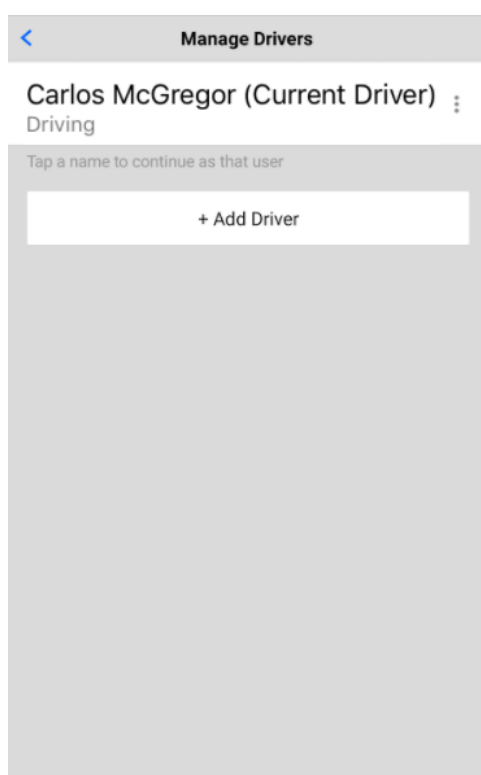 Manage Drivers
Carlos McGregor (Current Driver)
Driving
Tap a name to continue as that user
+ Add Driver